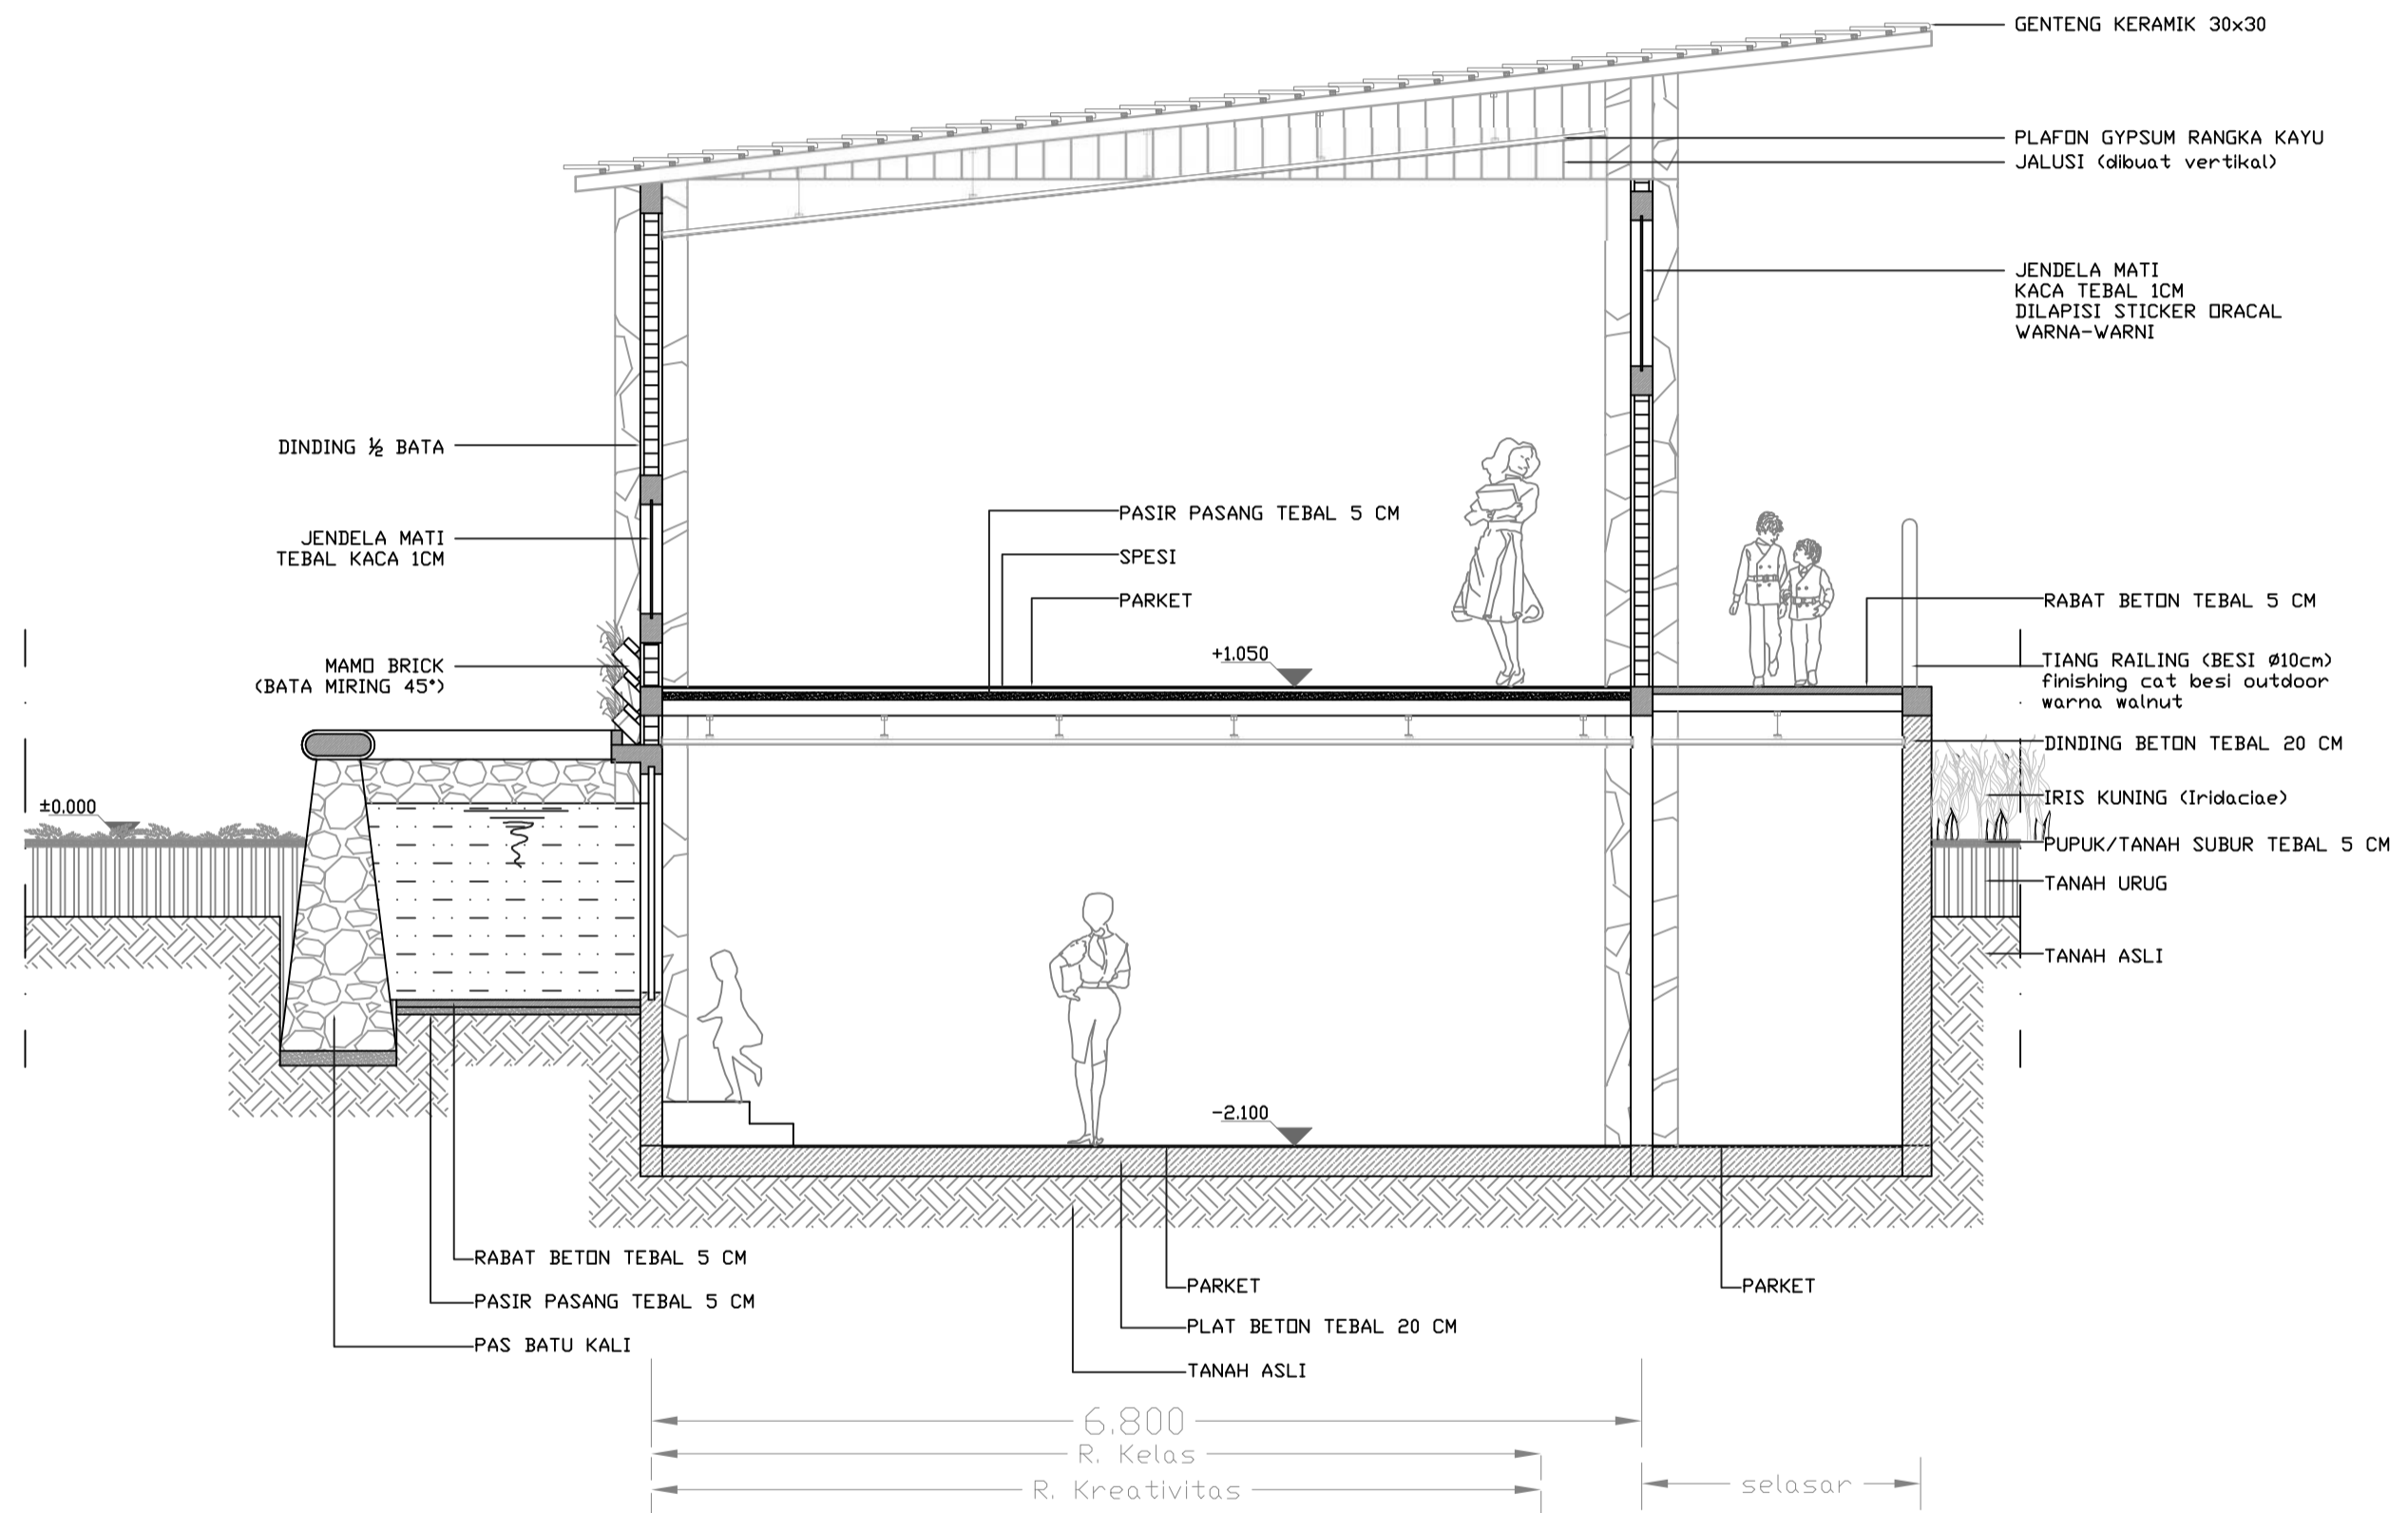 GENTENG KERAMIK 30x30
PLAFON GYPSUM RANGKA KAYU
JALUSI (dibuat vertikal)
JENDELA MATI
KACA TEBAL 1CM
DILAPISI STICKER ORACAL
WARNA-WARNI
DINDING ½ BATA
JENDELA MATI
TEBAL KACA 1CM
MAMO BRICK
(BATA MIRING 45°)
±0.000
PASIR PASANG TEBAL 5 CM
SPESI
PARKET
+1.050
RABAT BETON TEBAL 5 CM
TIANG RAILING (BESI Ø10cm)
finishing cat besi outdoor
warna walnut
DINDING BETON TEBAL 20 CM
IRIS KUNING (Iridaciae)
PUPUK/TANAH SUBUR TEBAL 5 CM
TANAH URUG
TANAH ASLI
-2.100
RABAT BETON TEBAL 5 CM
PASIR PASANG TEBAL 5 CM
PAS BATU KALI
PARKET
PLAT BETON TEBAL 20 CM
TANAH ASLI
PARKET
6.800
R. Kelas
R. Kreativitas
selasar